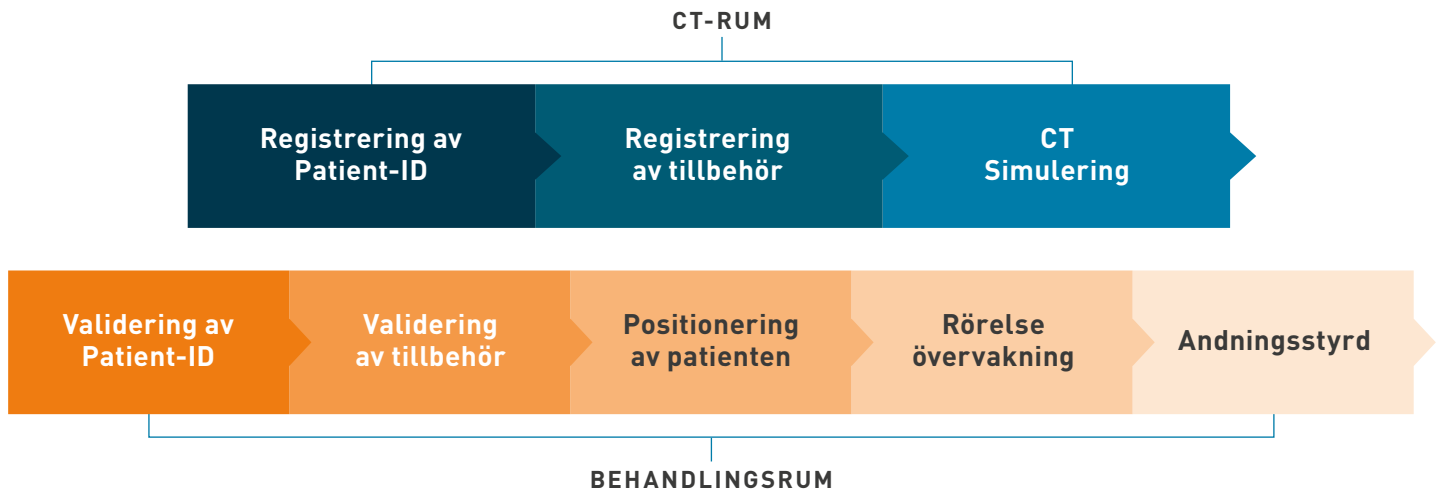 CT-RUM
Registrering av
Patient-ID
Registrering
av tillbehör
CT
Simulering
Validering av
Patient-ID
Validering
av tillbehör
Positionering
av patienten
Rörelse
övervakning
Andningsstyrd
BEHANDLINGSRUM